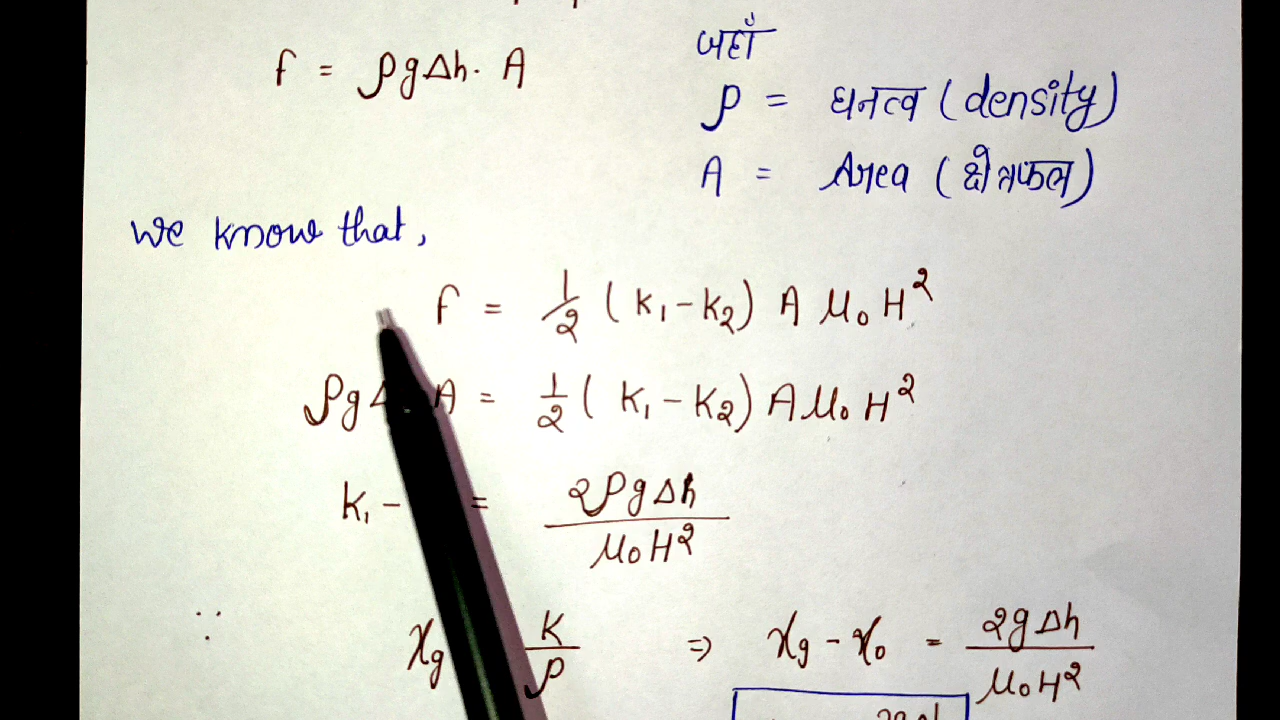 f = ρgΔh. A
जहाँ
ρ = घनत्व (density)
A = Area (क्षेत्रफल)
we know that,
f = 1/2 (K₁ - K₂) A μ₀ H²
ρg A = 1/2 (K₁ - K₂) A μ₀ H²
K₁ - = 2ρgΔh / μ₀H²
∵ χg K/ρ ⇒ χg - χ₀ = 2gΔh / μ₀H²